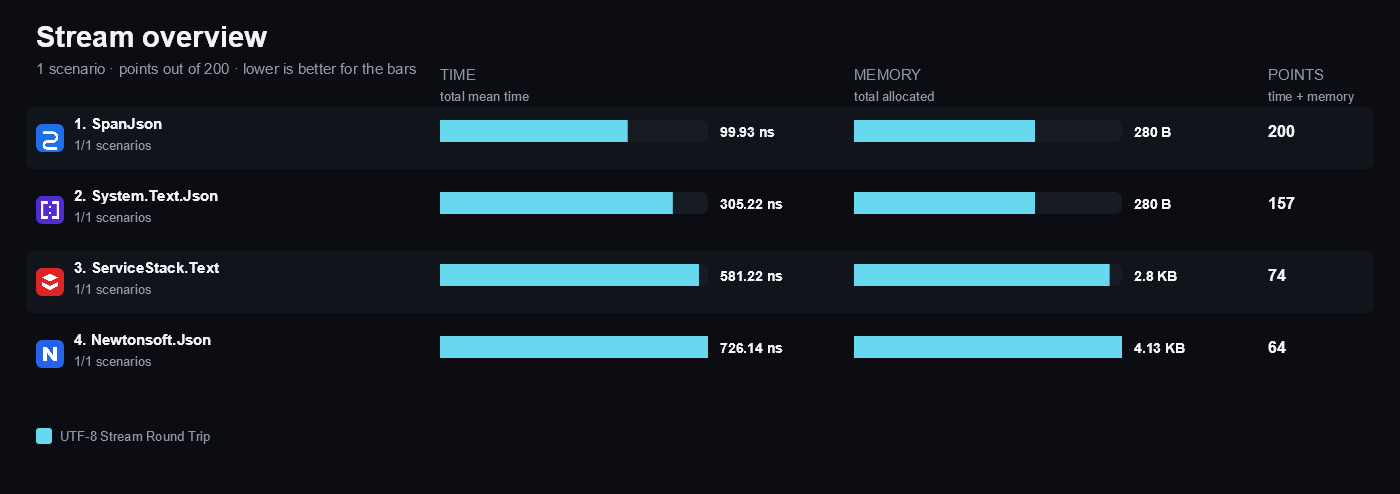 Stream overview
1 scenario · points out of 200 · lower is better for the bars
TIME
total mean time
MEMORY
total allocated
POINTS
time + memory
1. SpanJson
1/1 scenarios
99.93 ns
280 B
200
2. System.Text.Json
1/1 scenarios
305.22 ns
280 B
157
3. ServiceStack.Text
1/1 scenarios
581.22 ns
2.8 KB
74
N
4. Newtonsoft.Json
1/1 scenarios
726.14 ns
4.13 KB
64
UTF-8 Stream Round Trip